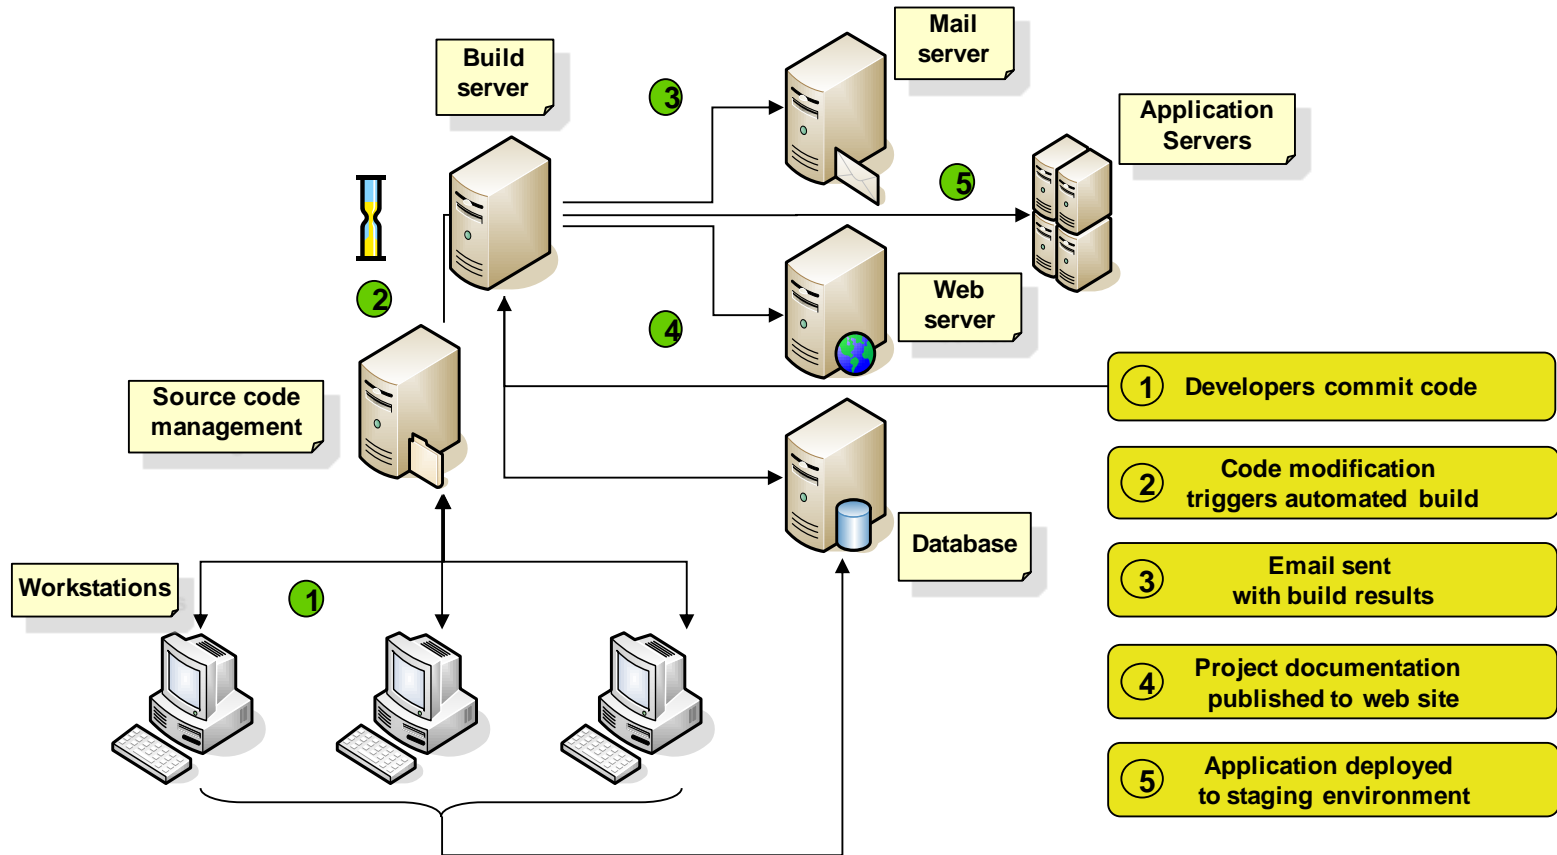 Mail
server
Build
server
3
Application
Servers
5
2
Web
server
4
Source code
management
Database
Workstations
1
1 Developers commit code
2 Code modification
triggers automated build
3 Email sent
with build results
4 Project documentation
published to web site
5 Application deployed
to staging environment